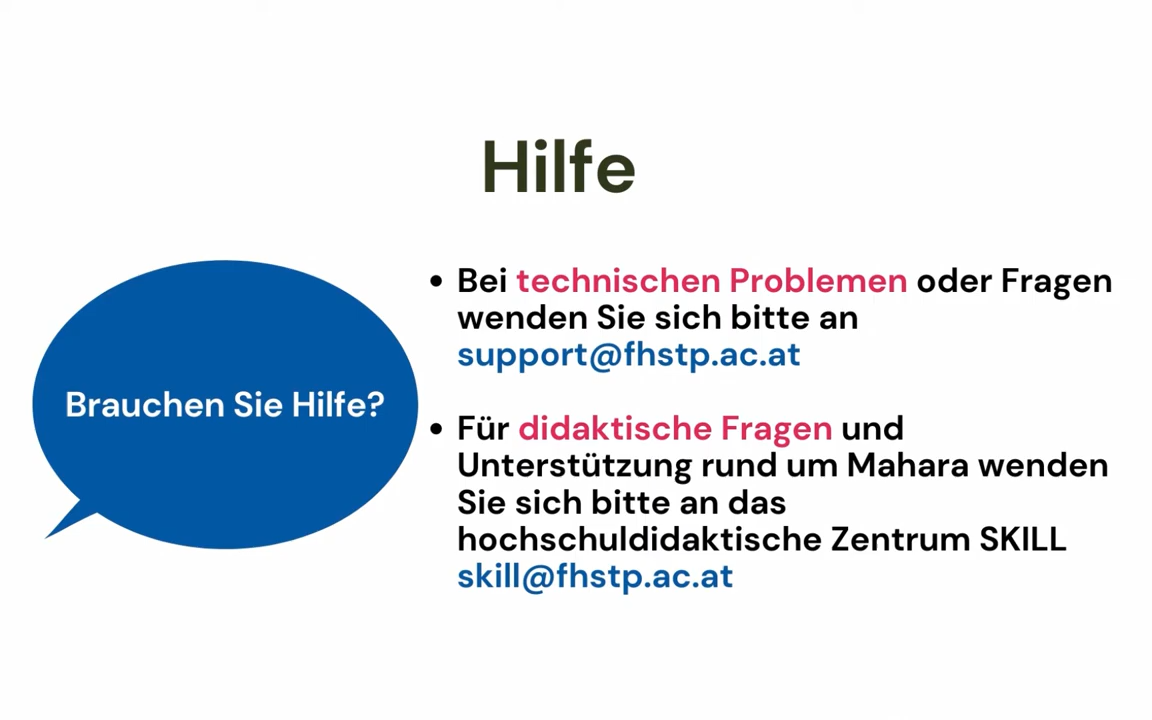 Hilfe
Brauchen Sie Hilfe?
• Bei technischen Problemen oder Fragen
wenden Sie sich bitte an
support@fhstp.ac.at
• Für didaktische Fragen und
Unterstützung rund um Mahara wenden
Sie sich bitte an das
hochschuldidaktische Zentrum SKILL
skill@fhstp.ac.at